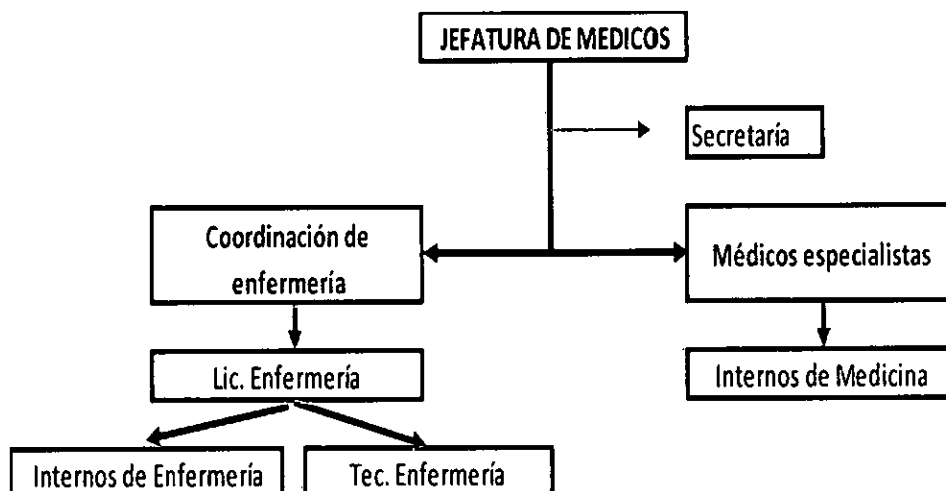 JEFATURA DE MEDICOS
Secretaría
Coordinación de
enfermería
Médicos especialistas
Lic. Enfermería
Internos de Medicina
Internos de Enfermería
Tec. Enfermería